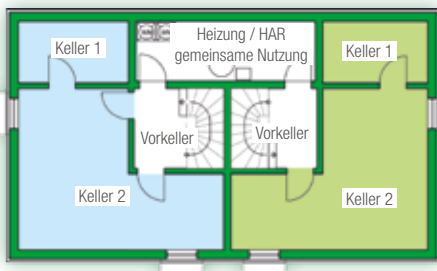 Keller 1
Heizung / HAR
gemeinsame Nutzung
Keller 1
Vorkeller
Vorkeller
Keller 2
Keller 2